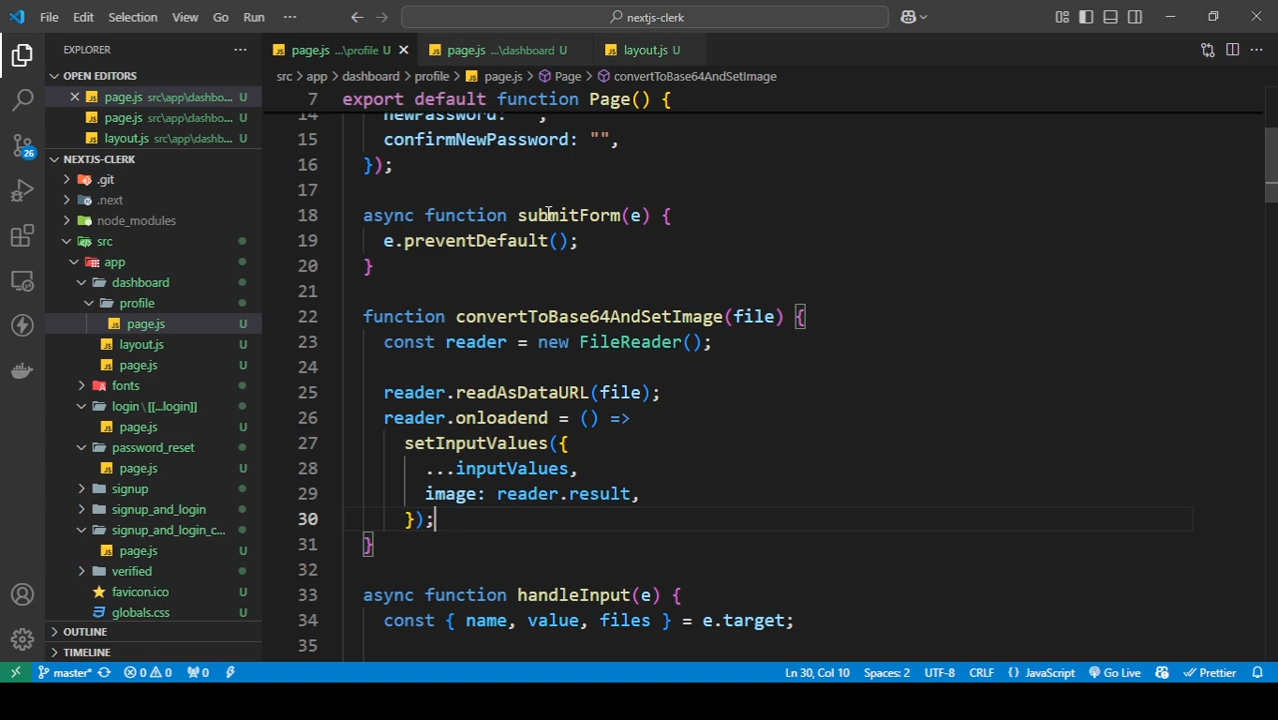 File Edit Selection View Go Run ··· nextjs-clerk
EXPLORER ···
page.js ...\profile U
page.js ...\dashboard U
layout.js U
OPEN EDITORS
page.js src\app\dashbo... U
page.js src\app\dashbo... U
layout.js src\app\dashb... U
NEXTJS-CLERK
.git
.next
node_modules
src
app
dashboard
profile
page.js U
layout.js U
page.js U
fonts
login\[[...login]]
page.js U
password_reset
page.js U
signup
signup_and_login
signup_and_login_c...
page.js U
verified
favicon.ico U
globals.css U
OUTLINE
TIMELINE
26
src > app > dashboard > profile > page.js > Page > convertToBase64AndSetImage
7 export default function Page() {
14 newPassword: "",
15 confirmNewPassword: "",
16 });
17
18 async function submitForm(e) {
19 e.preventDefault();
20 }
21
22 function convertToBase64AndSetImage(file) {
23 const reader = new FileReader();
24
25 reader.readAsDataURL(file);
26 reader.onloadend = () =>
27 setInputValues({
28 ...inputValues,
29 image: reader.result,
30 });
31 }
32
33 async function handleInput(e) {
34 const { name, value, files } = e.target;
35
master* 0 0 0 Ln 30, Col 10 Spaces: 2 UTF-8 CRLF {} JavaScript Go Live Prettier